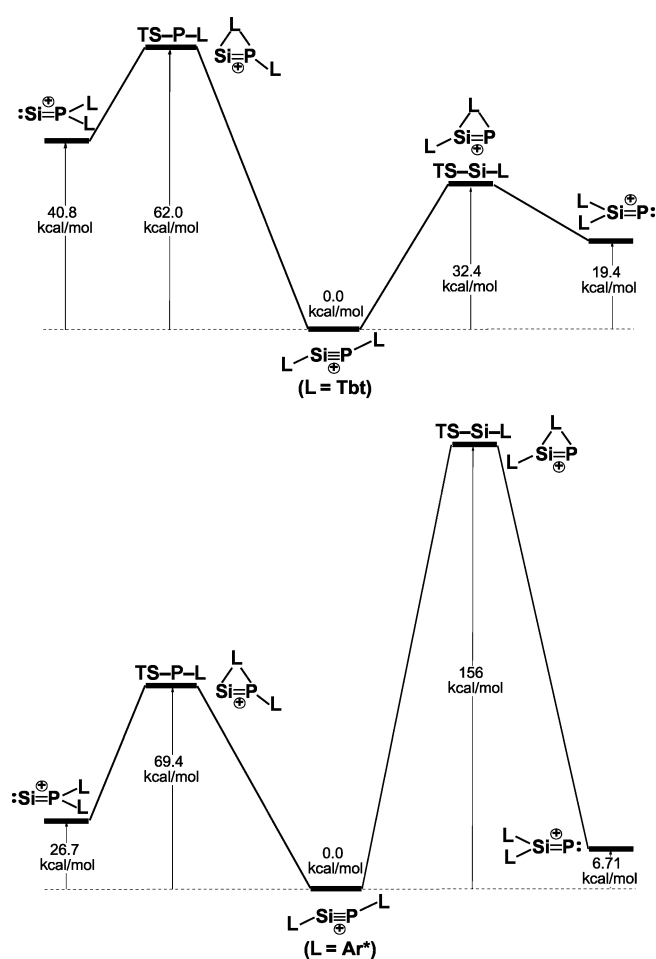 TS–P–L
L
Si=P
⊕
L
:Si=P
⊕
L
L
40.8
kcal/mol
62.0
kcal/mol
0.0
kcal/mol
L
L
Si=P
⊕
TS–Si–L
L
L
Si=P:
⊕
32.4
kcal/mol
19.4
kcal/mol
L
Si≡P
L
⊕
(L = Tbt)
TS–Si–L
L
L
Si=P
⊕
156
kcal/mol
TS–P–L
L
Si=P
⊕
L
69.4
kcal/mol
:Si=P
⊕
L
L
26.7
kcal/mol
0.0
kcal/mol
L
L
Si=P:
⊕
6.71
kcal/mol
L
Si≡P
L
⊕
(L = Ar*)